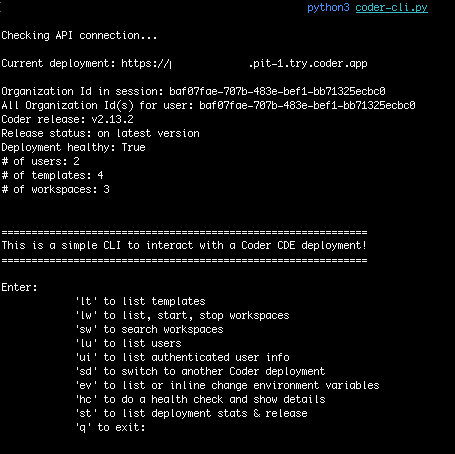 python3 coder-cli.py
Checking API connection...
Current deployment: https:// .pit-1.try.coder.app
Organization Id in session: baf07fae-707b-483e-bef1-bb71325ecbc0
All Organization Id(s) for user: baf07fae-707b-483e-bef1-bb71325ecbc0
Coder release: v2.13.2
Release status: on latest version
Deployment healthy: True
# of users: 2
# of templates: 4
# of workspaces: 3
=============================================================
This is a simple CLI to interact with a Coder CDE deployment!
=============================================================
Enter:
'lt' to list templates
'lw' to list, start, stop workspaces
'sw' to search workspaces
'lu' to list users
'ui' to list authenticated user info
'sd' to switch to another Coder deployment
'ev' to list or inline change environment variables
'hc' to do a health check and show details
'st' to list deployment stats & release
'q' to exit: